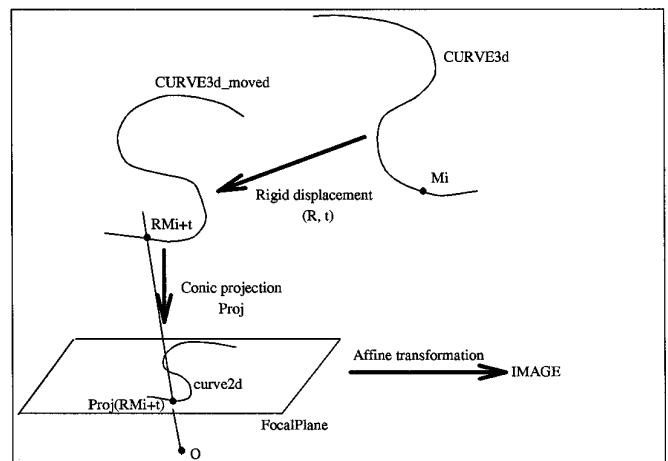 CURVE3d_moved
CURVE3d
Mi
Rigid displacement
(R, t)
RMi+t
Conic projection
Proj
curve2d
Affine transformation
IMAGE
Proj(RMi+t)
FocalPlane
O